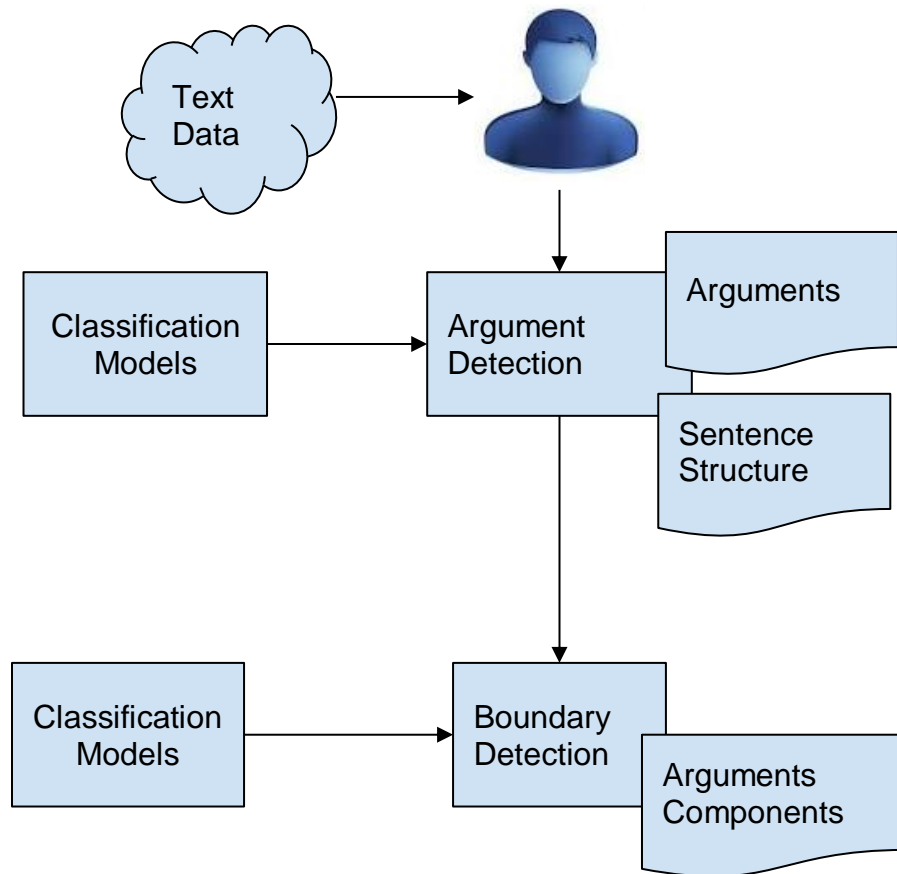 Text
Data
Arguments
Classification
Models
Argument
Detection
Sentence
Structure
Classification
Models
Boundary
Detection
Arguments
Components